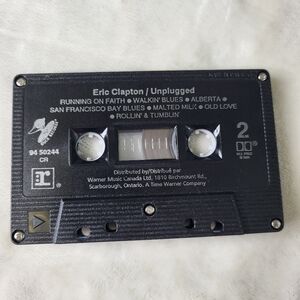 Eric Clapton / Unplugged
RUNNING ON FAITH ● WALKIN' BLUES ● ALBERTA ●
SAN FRANCISCO BAY BLUES ● MALTED MILK ● OLD LOVE
● ROLLIN' & TUMBLIN'
94 50244
CR
2
Distributed by/Distribué par
Warner Music Canada Ltd, 1810 Birchmount Rd.,
Scarborough, Ontario. A Time Warner Company
r